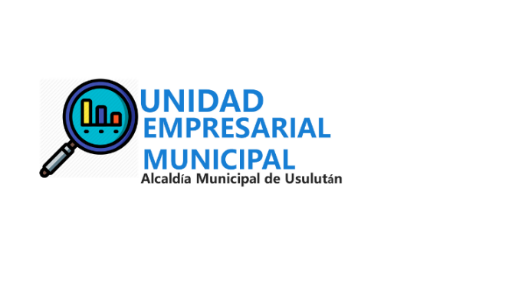 UNIDAD
EMPRESARIAL
MUNICIPAL
Alcaldía Municipal de Usulután